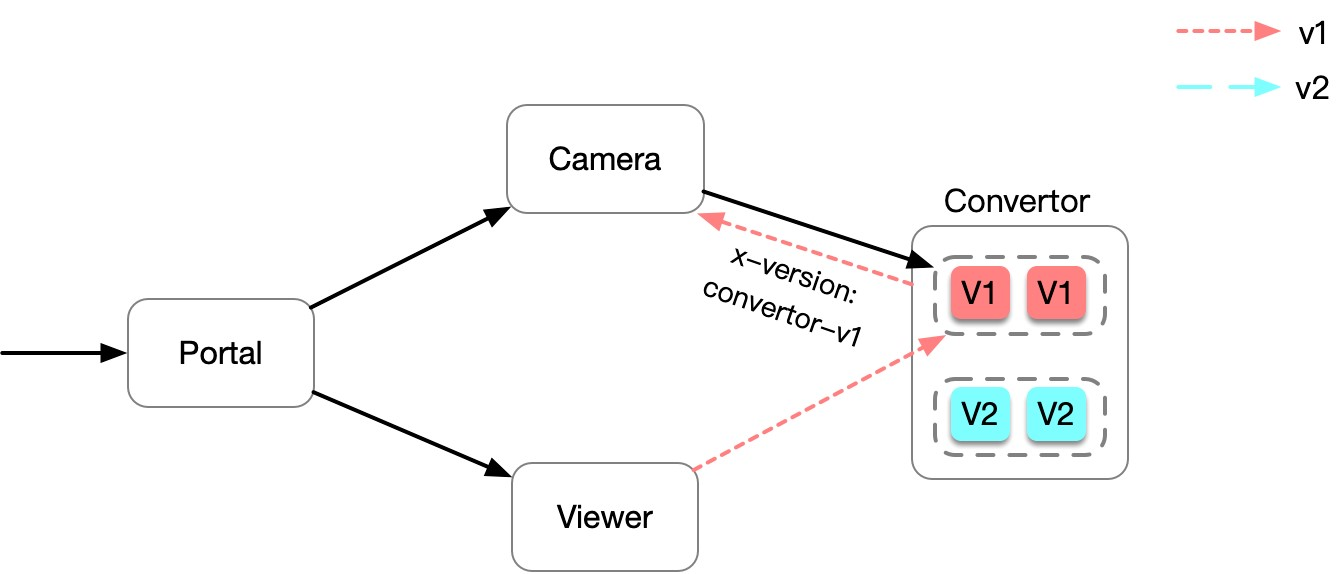 v1
v2
Camera
Convertor
x–version:
convertor–v1
V1 V1
Portal
V2 V2
Viewer